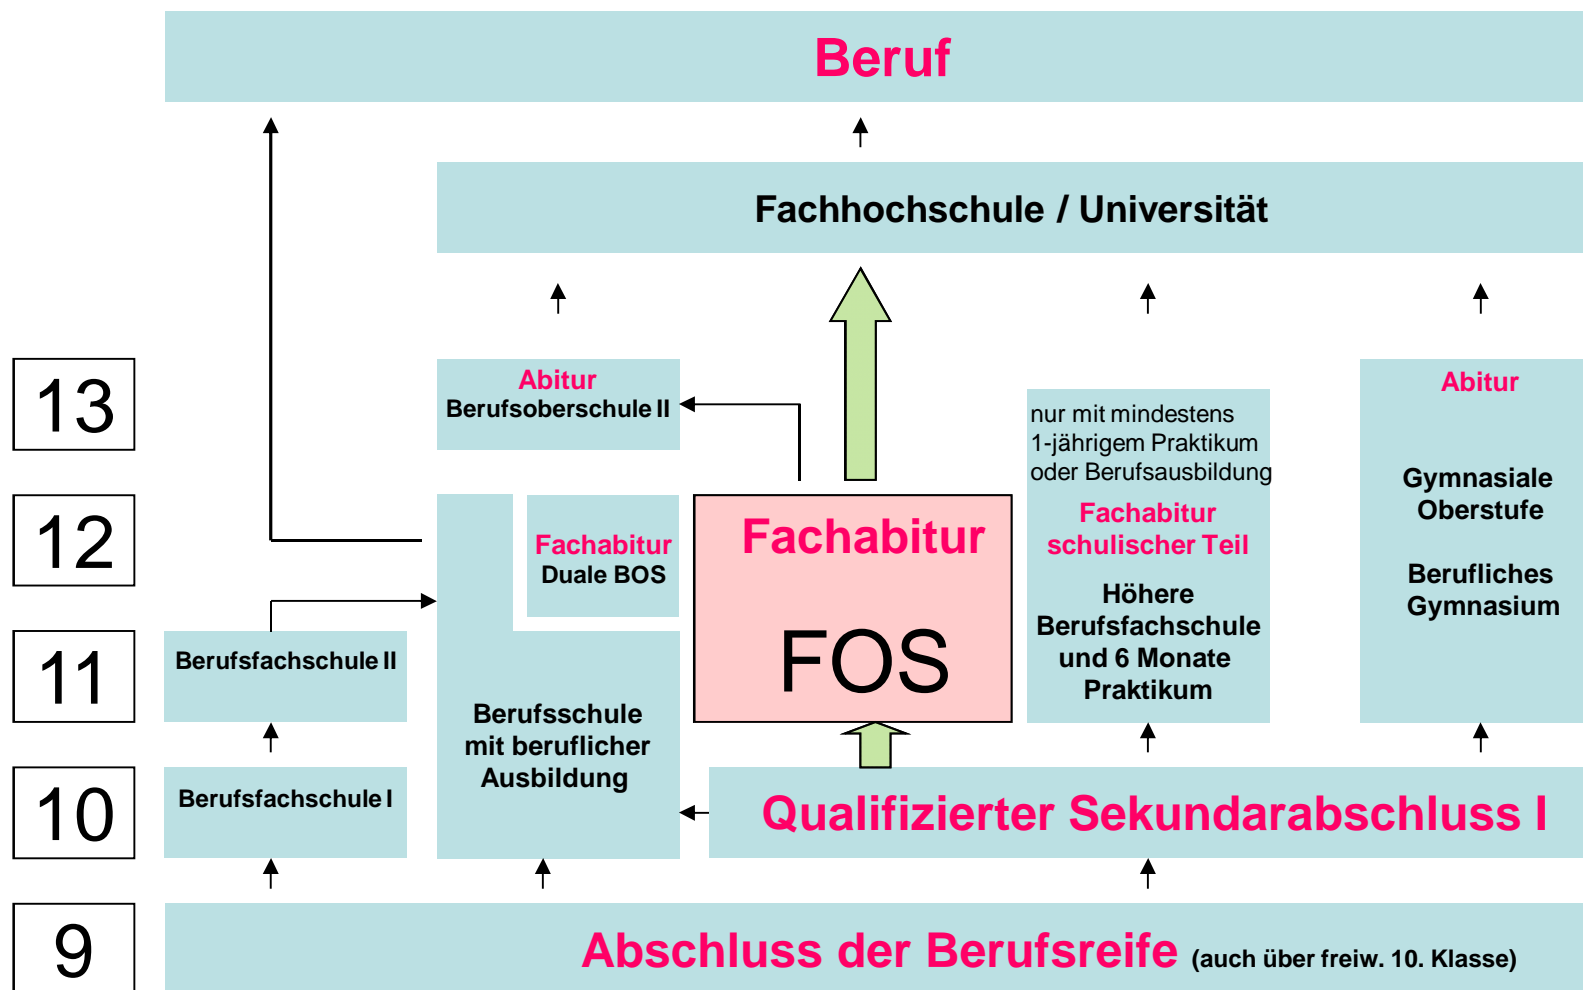 Beruf
Fachhochschule / Universität
13
Abitur
Berufsoberschule II
nur mit mindestens
1-jährigem Praktikum
oder Berufsausbildung
Fachabitur
schulischer Teil
Höhere
Berufsfachschule
und 6 Monate
Praktikum
Abitur
Gymnasiale
Oberstufe
Berufliches
Gymnasium
12
Fachabitur
Duale BOS
Fachabitur
FOS
11
Berufsfachschule II
Berufsschule
mit beruflicher
Ausbildung
10
Berufsfachschule I
Qualifizierter Sekundarabschluss I
9
Abschluss der Berufsreife (auch über freiw. 10. Klasse)